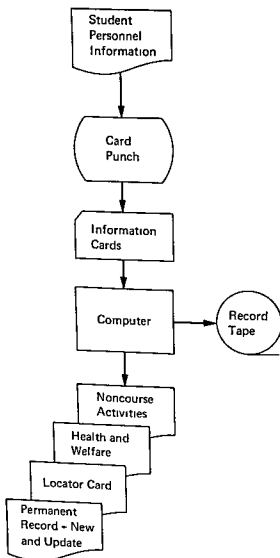 Student
Personnel
Information
Card
Punch
Information
Cards
Computer
Record
Tape
Noncourse
Activities
Health and
Welfare
Locator Card
Permanent
Record - New
and Update